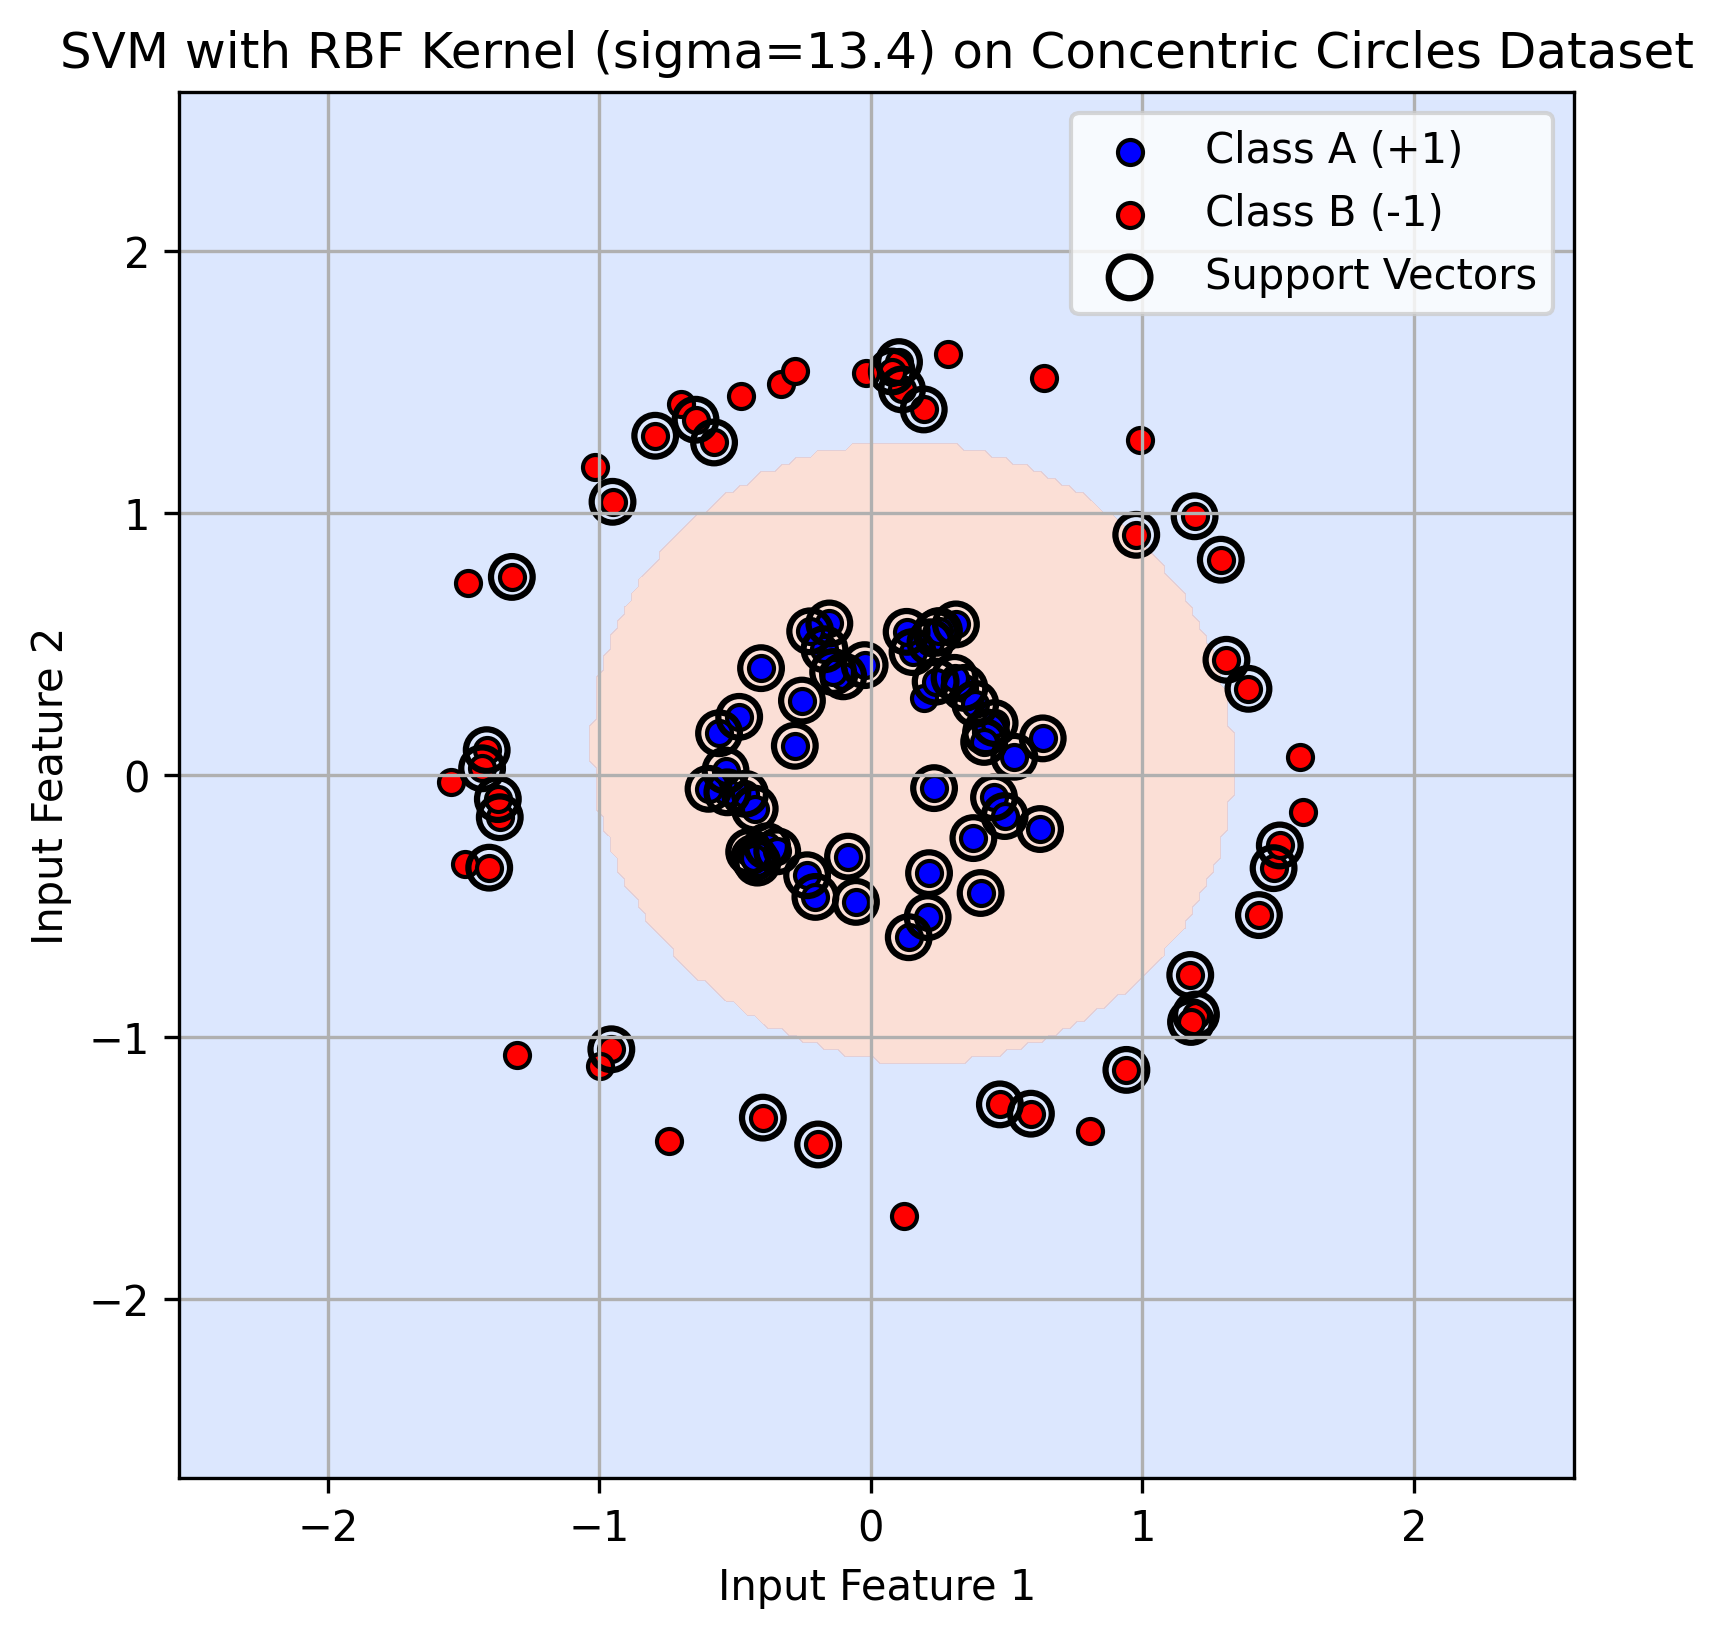 SVM with RBF Kernel (sigma=13.4) on Concentric Circles Dataset
Class A (+1)
Class B (-1)
Support Vectors
2
1
0
−1
−2
Input Feature 2
−2
−1
0
1
2
Input Feature 1